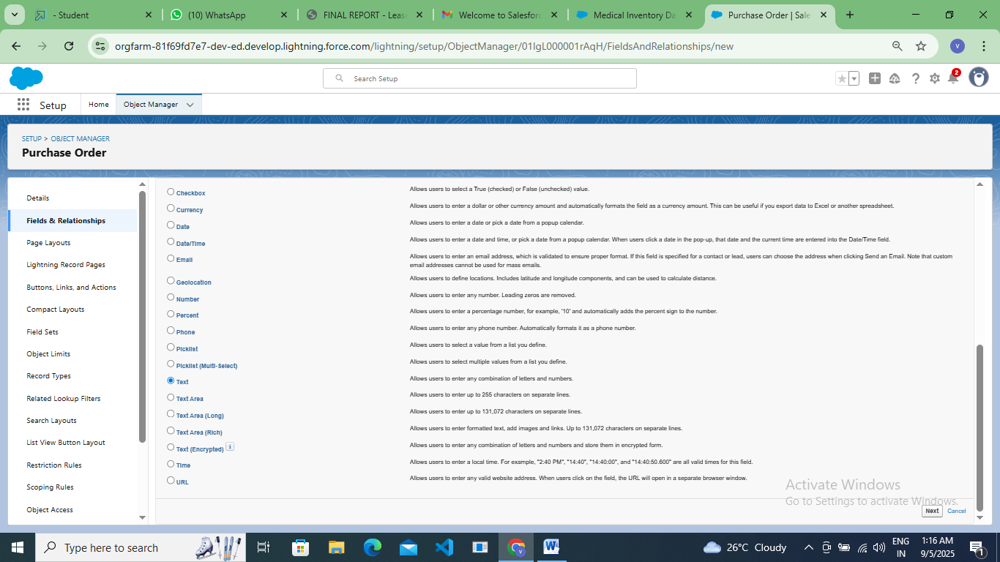 - Student
(10) WhatsApp
FINAL REPORT - Leas
Welcome to Salesforc
Medical Inventory Da
Purchase Order | Sale
orgfarm-81f69fd7e7-dev-ed.develop.lightning.force.com/lightning/setup/ObjectManager/01IgL000001rAqH/FieldsAndRelationships/new
V
Search Setup
2
Setup
Home
Object Manager
SETUP > OBJECT MANAGER
Purchase Order
Details
Fields & Relationships
Page Layouts
Lightning Record Pages
Buttons, Links, and Actions
Compact Layouts
Field Sets
Object Limits
Record Types
Related Lookup Filters
Search Layouts
List View Button Layout
Restriction Rules
Scoping Rules
Object Access
Checkbox Allows users to select a True (checked) or False (unchecked) value.
Currency Allows users to enter a dollar or other currency amount and automatically formats the field as a currency amount. This can be useful if you export data to Excel or another spreadsheet.
Date Allows users to enter a date or pick a date from a popup calendar.
Date/Time Allows users to enter a date and time, or pick a date from a popup calendar. When users click a date in the pop-up, that date and the current time are entered into the Date/Time field.
Email Allows users to enter an email address, which is validated to ensure proper format. If this field is specified for a contact or lead, users can choose the address when clicking Send an Email. Note that custom
email addresses cannot be used for mass emails.
Geolocation Allows users to define locations. Includes latitude and longitude components, and can be used to calculate distance.
Number Allows users to enter any number. Leading zeros are removed.
Percent Allows users to enter a percentage number, for example, '10' and automatically adds the percent sign to the number.
Phone Allows users to enter any phone number. Automatically formats it as a phone number.
Picklist Allows users to select a value from a list you define.
Picklist (Multi-Select) Allows users to select multiple values from a list you define.
Text Allows users to enter any combination of letters and numbers.
Text Area Allows users to enter up to 255 characters on separate lines.
Text Area (Long) Allows users to enter up to 131,072 characters on separate lines.
Text Area (Rich) Allows users to enter formatted text, add images and links. Up to 131,072 characters on separate lines.
Text (Encrypted) i Allows users to enter any combination of letters and numbers and store them in encrypted form.
Time Allows users to enter a local time. For example, "2:40 PM", "14:40", "14:40:00", and "14:40:50.600" are all valid times for this field.
URL Allows users to enter any valid website address. When users click on the field, the URL will open in a separate browser window.
Activate Windows
Go to Settings to activate Windows.
Next Cancel
Type here to search
26°C Cloudy
ENG
IN
1:16 AM
9/5/2025
1